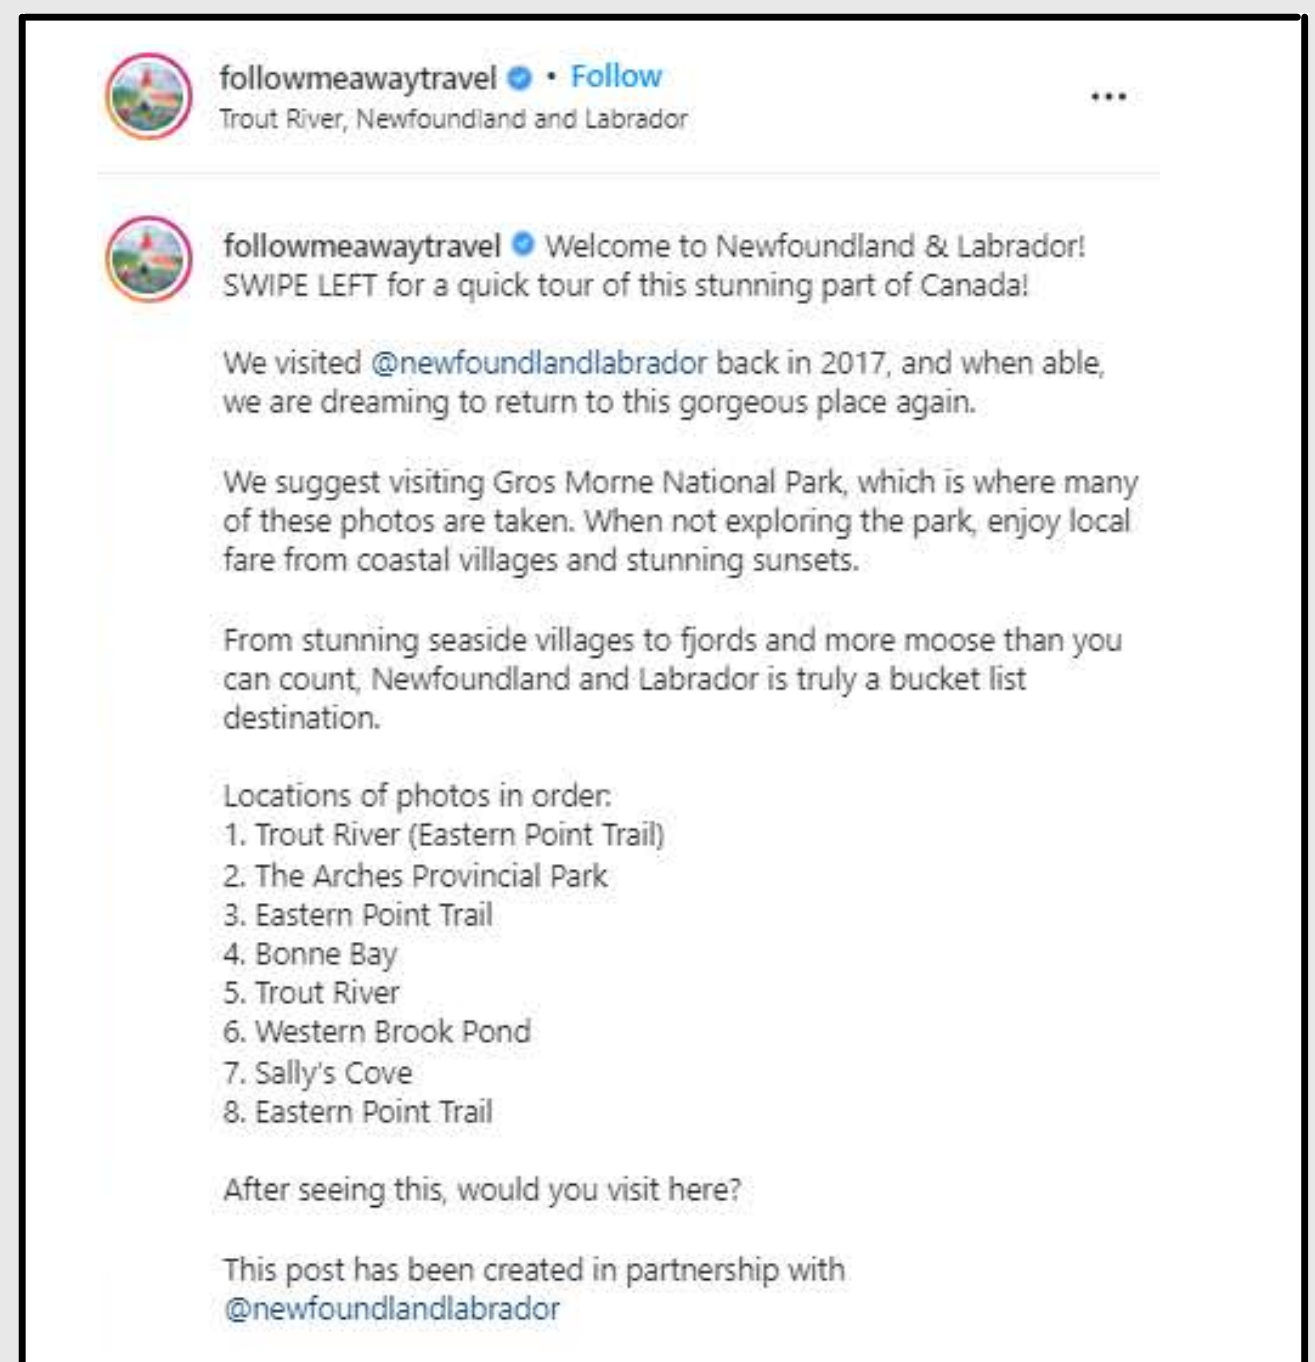 followmeawaytravel • Follow
Trout River, Newfoundland and Labrador
followmeawaytravel Welcome to Newfoundland & Labrador!
SWIPE LEFT for a quick tour of this stunning part of Canada!
We visited @newfoundlandlabrador back in 2017, and when able,
we are dreaming to return to this gorgeous place again.
We suggest visiting Gros Morne National Park, which is where many
of these photos are taken. When not exploring the park, enjoy local
fare from coastal villages and stunning sunsets.
From stunning seaside villages to fjords and more moose than you
can count, Newfoundland and Labrador is truly a bucket list
destination.
Locations of photos in order:
1. Trout River (Eastern Point Trail)
2. The Arches Provincial Park
3. Eastern Point Trail
4. Bonne Bay
5. Trout River
6. Western Brook Pond
7. Sally's Cove
8. Eastern Point Trail
After seeing this, would you visit here?
This post has been created in partnership with
@newfoundlandlabrador